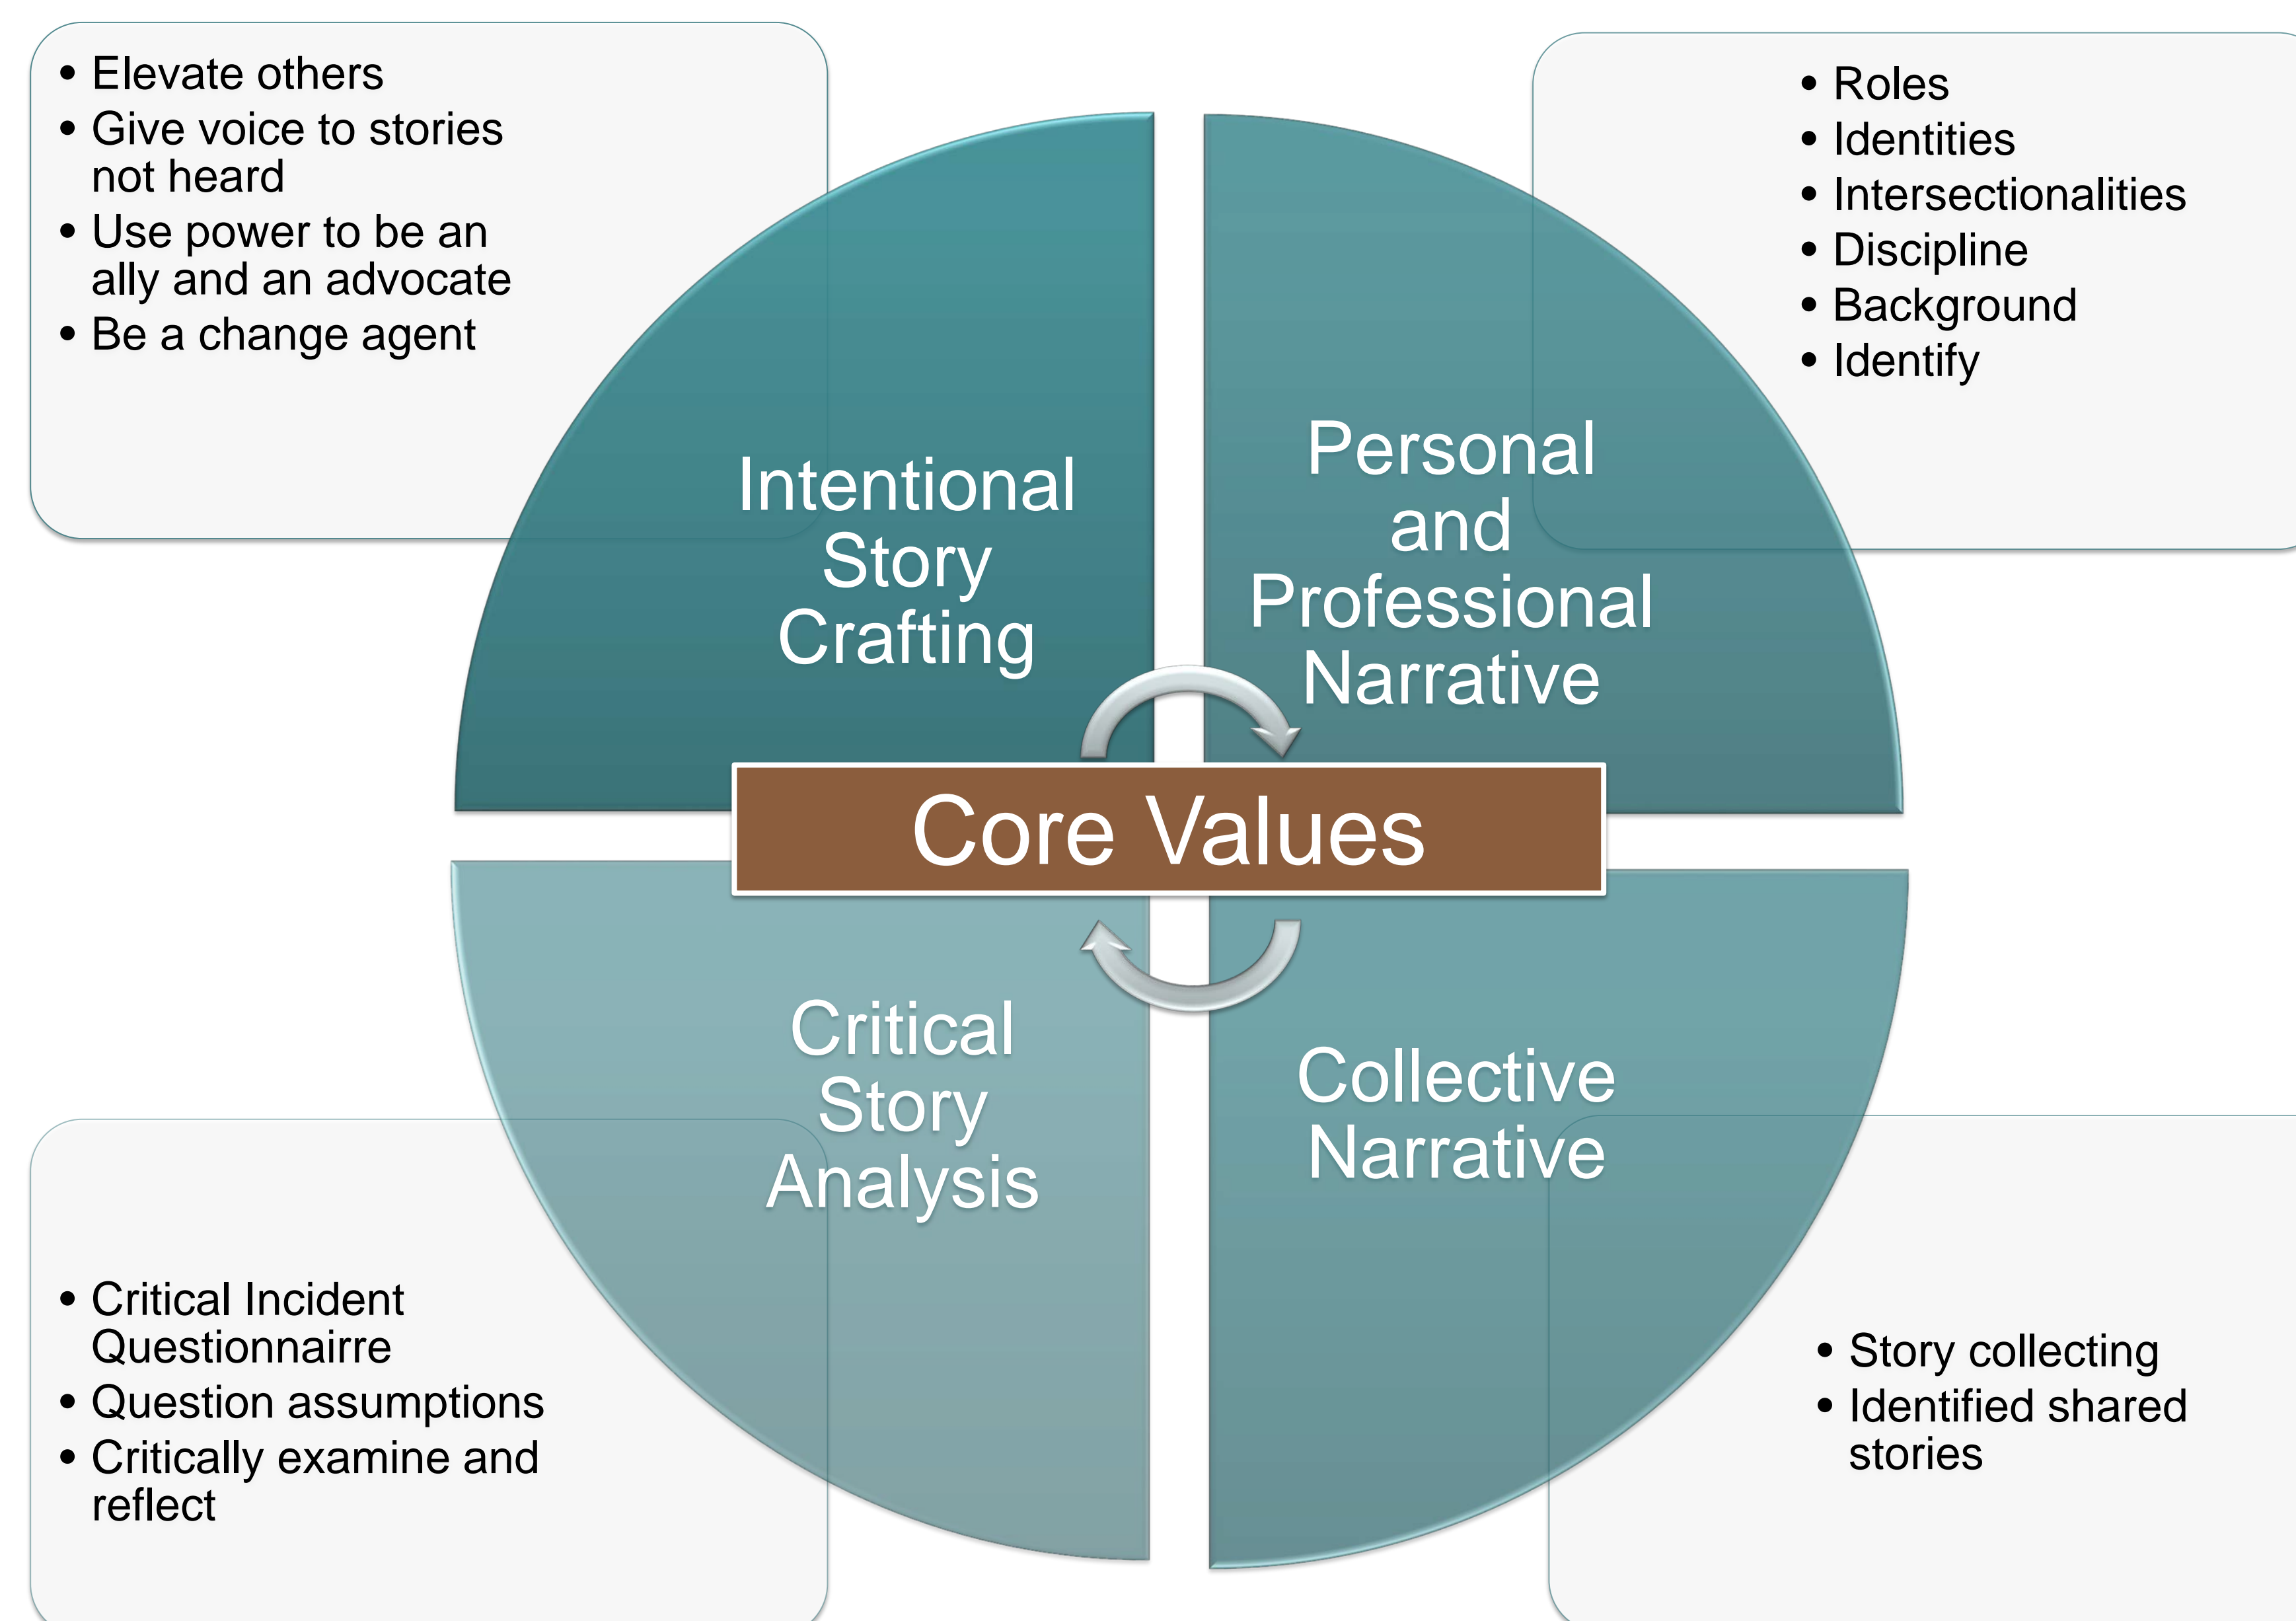 • Elevate others
• Give voice to stories
not heard
• Use power to be an
ally and an advocate
• Be a change agent
• Roles
• Identities
• Intersectionalities
• Discipline
• Background
• Identify
Intentional
Story
Crafting
Personal
and
Professional
Narrative
Core Values
Critical
Story
Analysis
Collective
Narrative
• Critical Incident
Questionnairre
• Question assumptions
• Critically examine and
reflect
• Story collecting
• Identified shared
stories